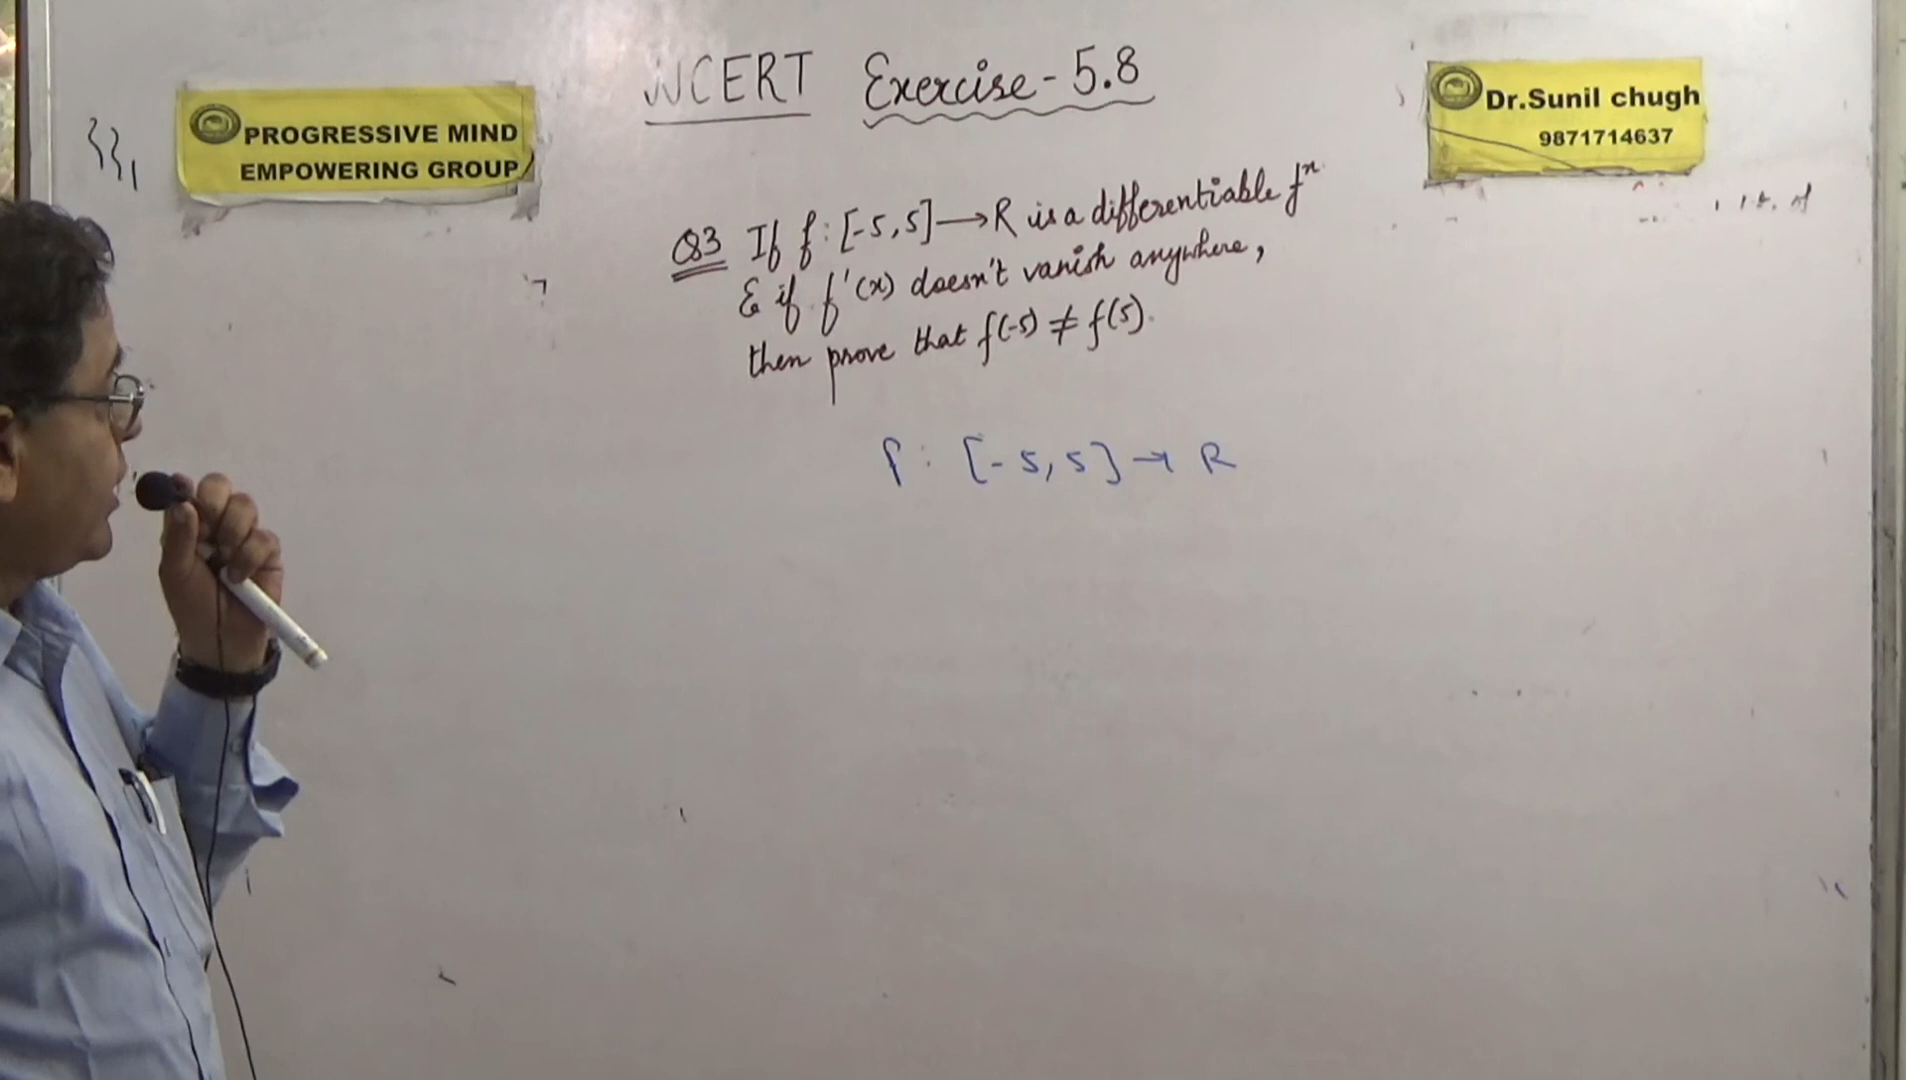 NCERT Exercise - 5.8
PROGRESSIVE MIND
EMPOWERING GROUP
Dr.Sunil chugh
9871714637
Q3 If f : [-5, 5] → R is a differentiable fⁿ.
& if f'(x) doesn't vanish anywhere,
then prove that f(-5) ≠ f(5).
f : [-5, 5] → R